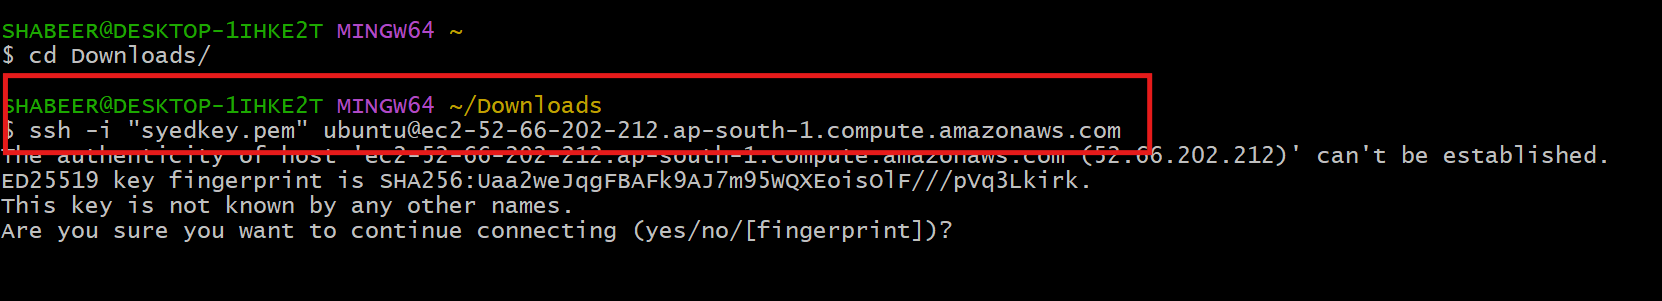 SHABEER@DESKTOP-1IHKE2T MINGW64 ~
$ cd Downloads/
SHABEER@DESKTOP-1IHKE2T MINGW64 ~/Downloads
$ ssh -i "syedkey.pem" ubuntu@ec2-52-66-202-212.ap-south-1.compute.amazonaws.com
The authenticity of host 'ec2-52-66-202-212.ap-south-1.compute.amazonaws.com (52.66.202.212)' can't be established.
ED25519 key fingerprint is SHA256:Uaa2weJqgFBAFk9AJ7m95WQXEoisOlF///pVq3Lkirk.
This key is not known by any other names.
Are you sure you want to continue connecting (yes/no/[fingerprint])?